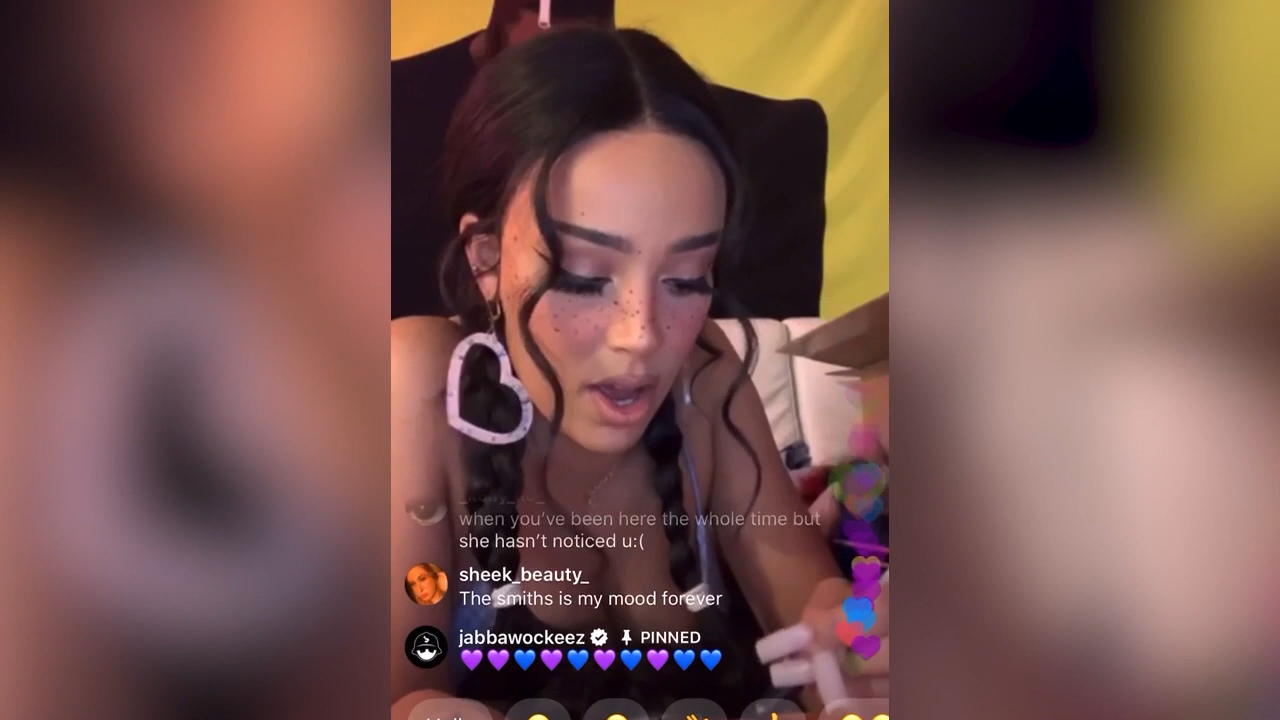 when you’ve been here the whole time but
she hasn’t noticed u:(
sheek_beauty_
The smiths is my mood forever
jabbawockeez PINNED
💜💜💙💜💙💜💙💜💙💙